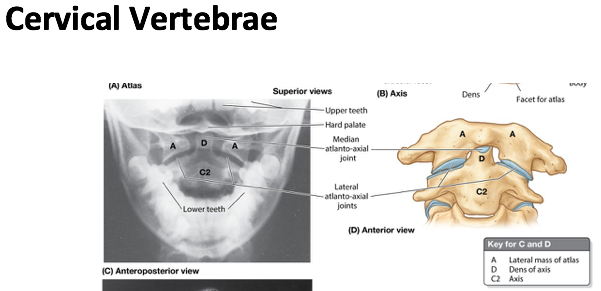 Cervical Vertebrae
(A) Atlas
Superior views
(B) Axis
Dens
Facet for atlas
Body
Upper teeth
Hard palate
Median
atlanto-axial
joint
Lateral
atlanto-axial
joints
A
D
A
C2
Lower teeth
A
A
D
C2
(D) Anterior view
(C) Anteroposterior view
Key for C and D
A Lateral mass of atlas
D Dens of axis
C2 Axis